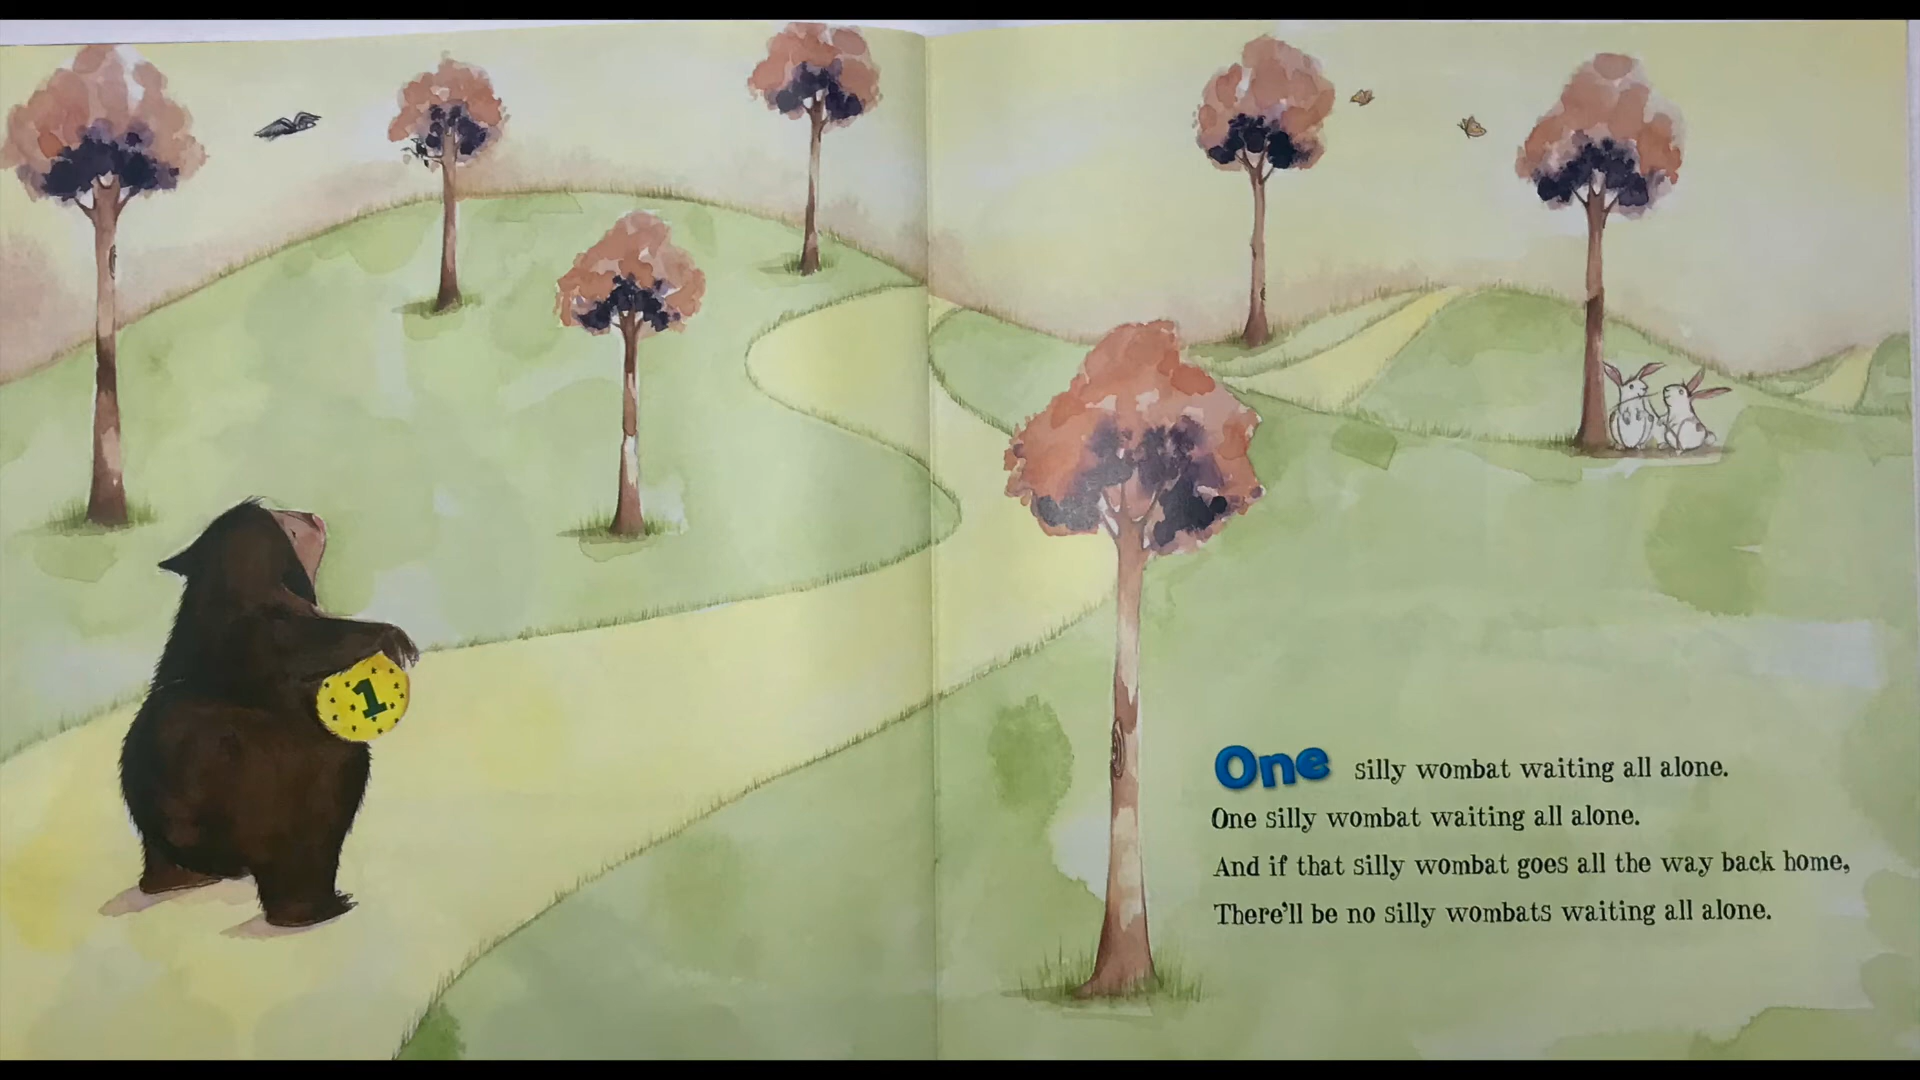 1
One silly wombat waiting all alone.
One silly wombat waiting all alone.
And if that silly wombat goes all the way back home,
There'll be no silly wombats waiting all alone.